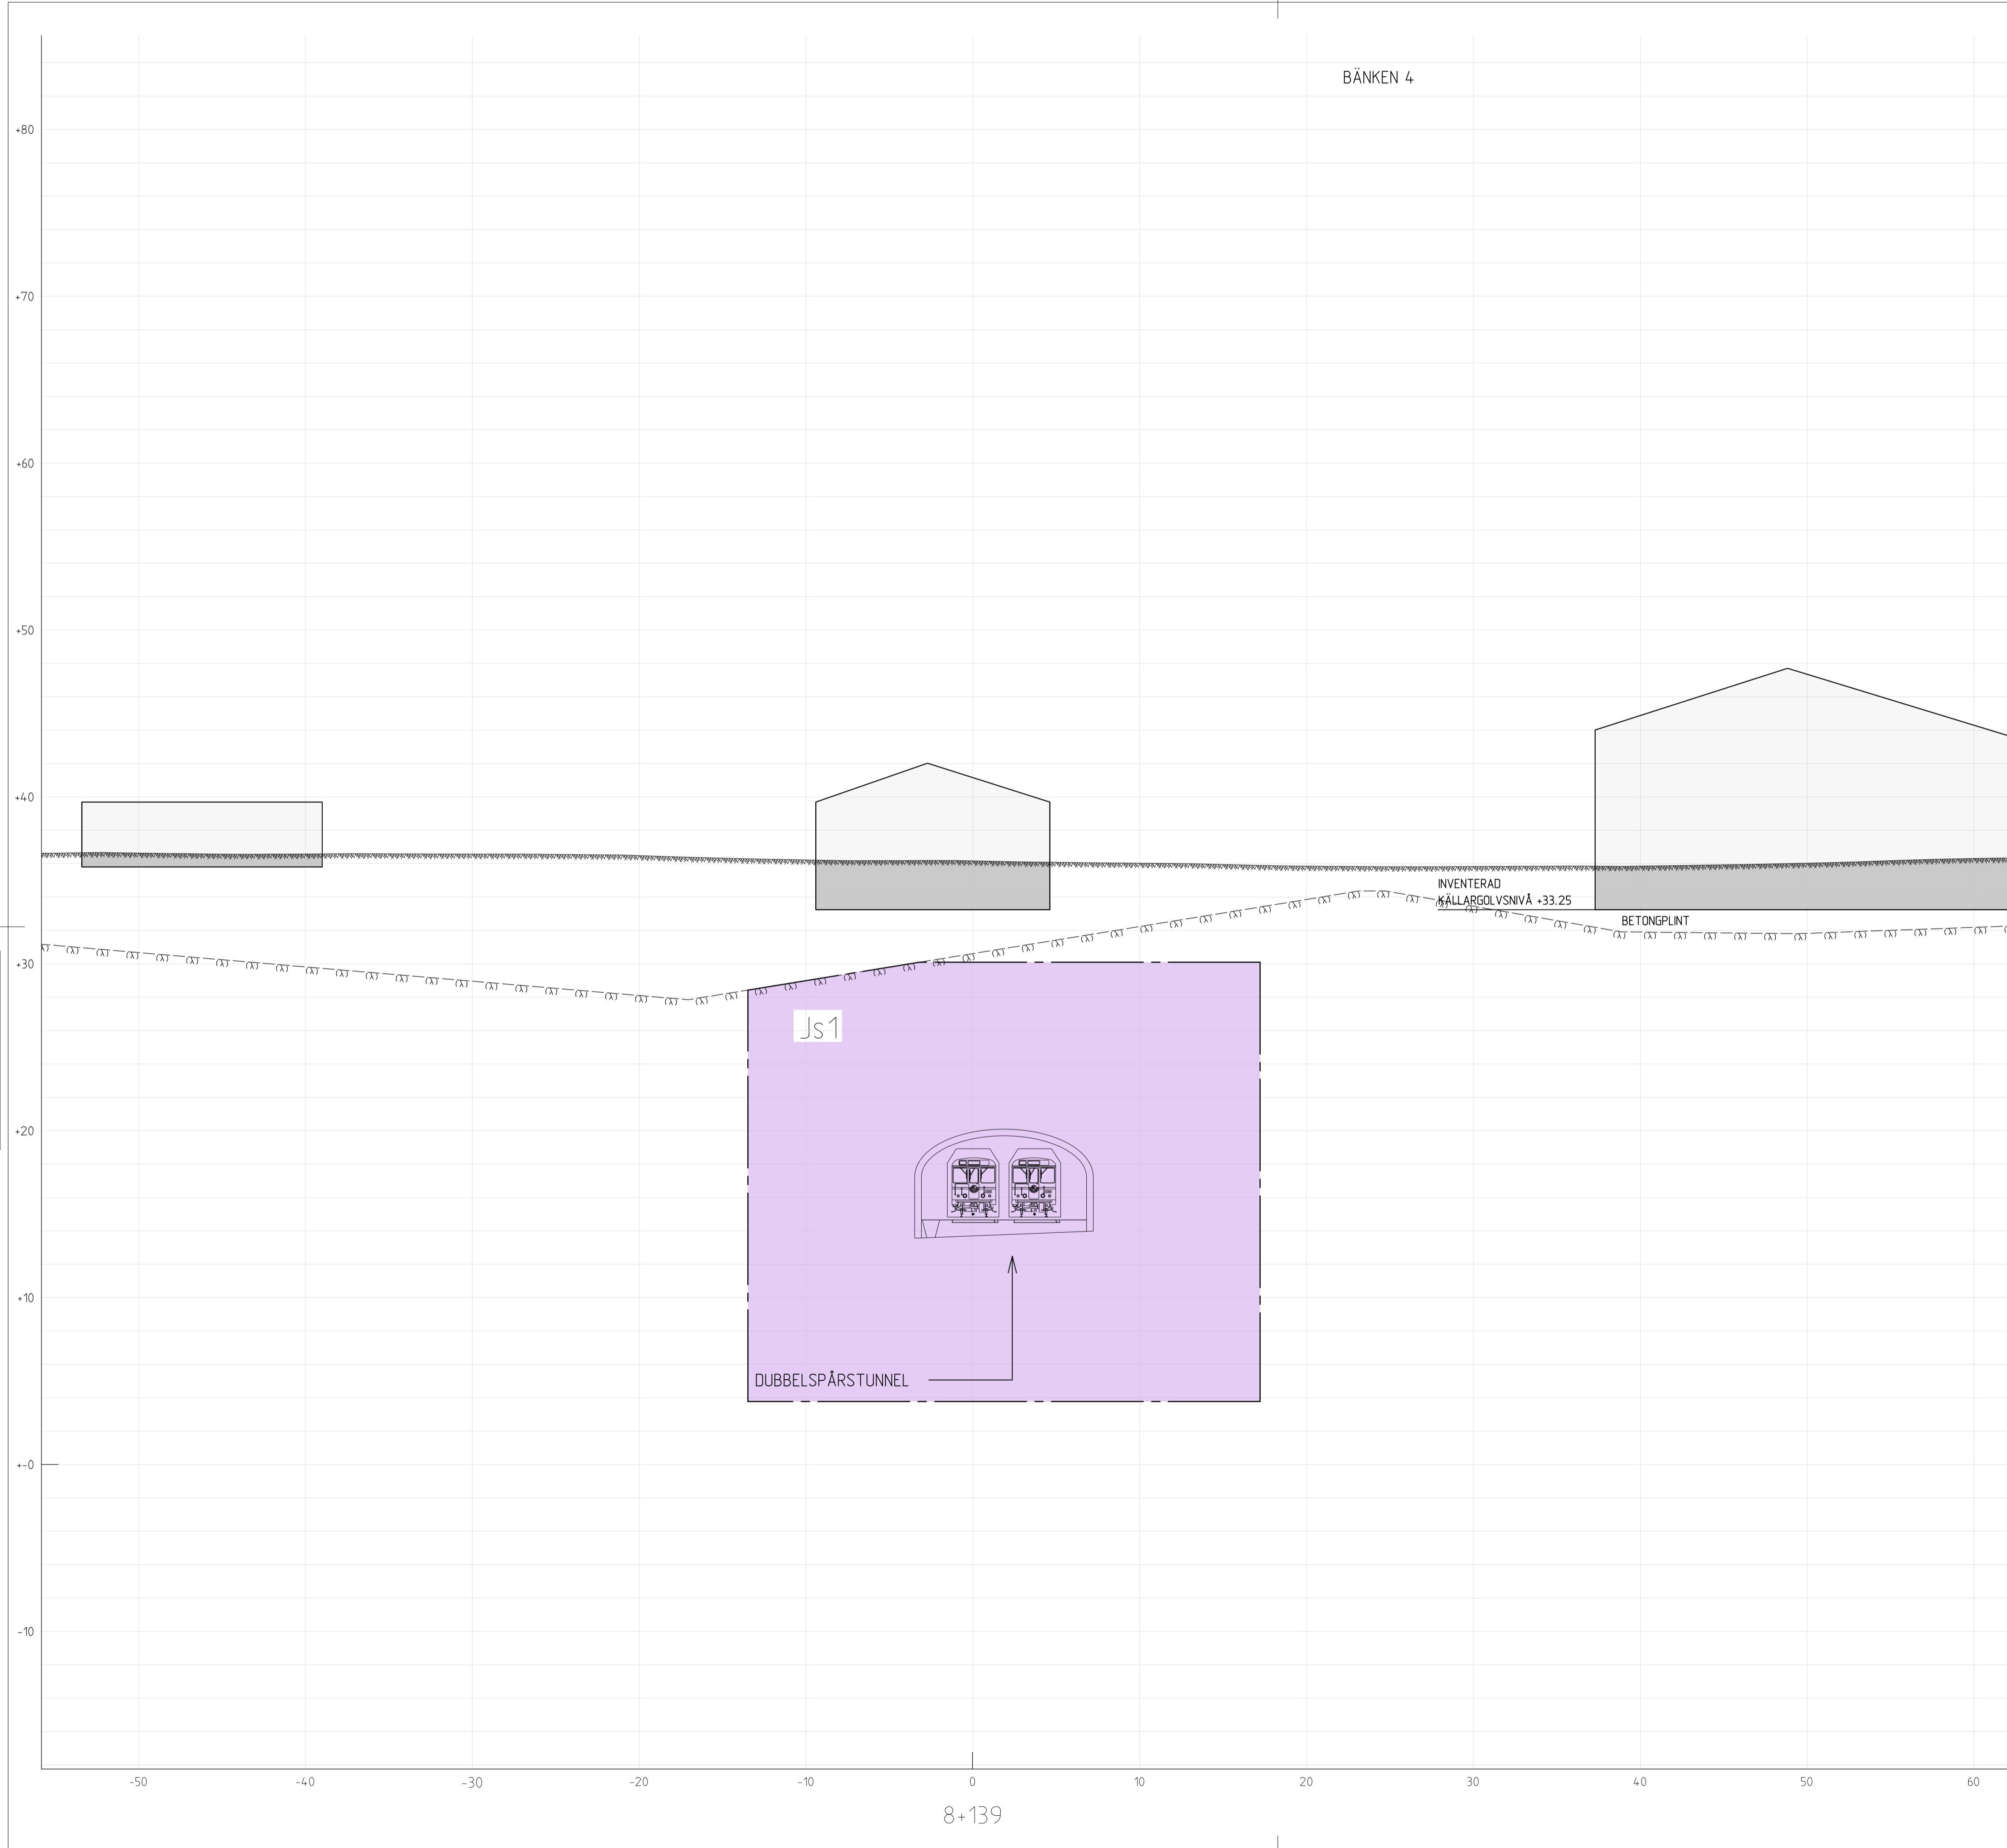 BÄNKEN 4
+80
+70
+60
+50
+40
INVENTERAD
KÄLLARGOLVSNIVÅ +33.25
BETONGPLINT
+30
Js1
+20
+10
DUBBELSPÅRSTUNNEL
+-0
-10
-50 -40 -30 -20 -10 0 10 20 30 40 50 60
8+139